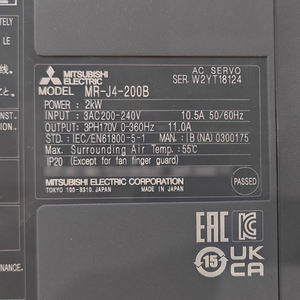 MITSUBISHI
ELECTRIC
AC SERVO
MODEL MR-J4-200B
SER. W2YT18124
POWER : 2kW
INPUT : 3AC200-240V 10.5A 50/60Hz
OUTPUT: 3PH170V 0-360Hz 11.0A
STD.: IEC/EN61800-5-1 MAN.: IB(NA) 0300175
Max. Surrounding Air Temp.: 55℃
IP20 (Except for fan finger guard)
MITSUBISHI ELECTRIC CORPORATION
TOKYO 100-8310, JAPAN
PASSED
EAC
15
UK
CA